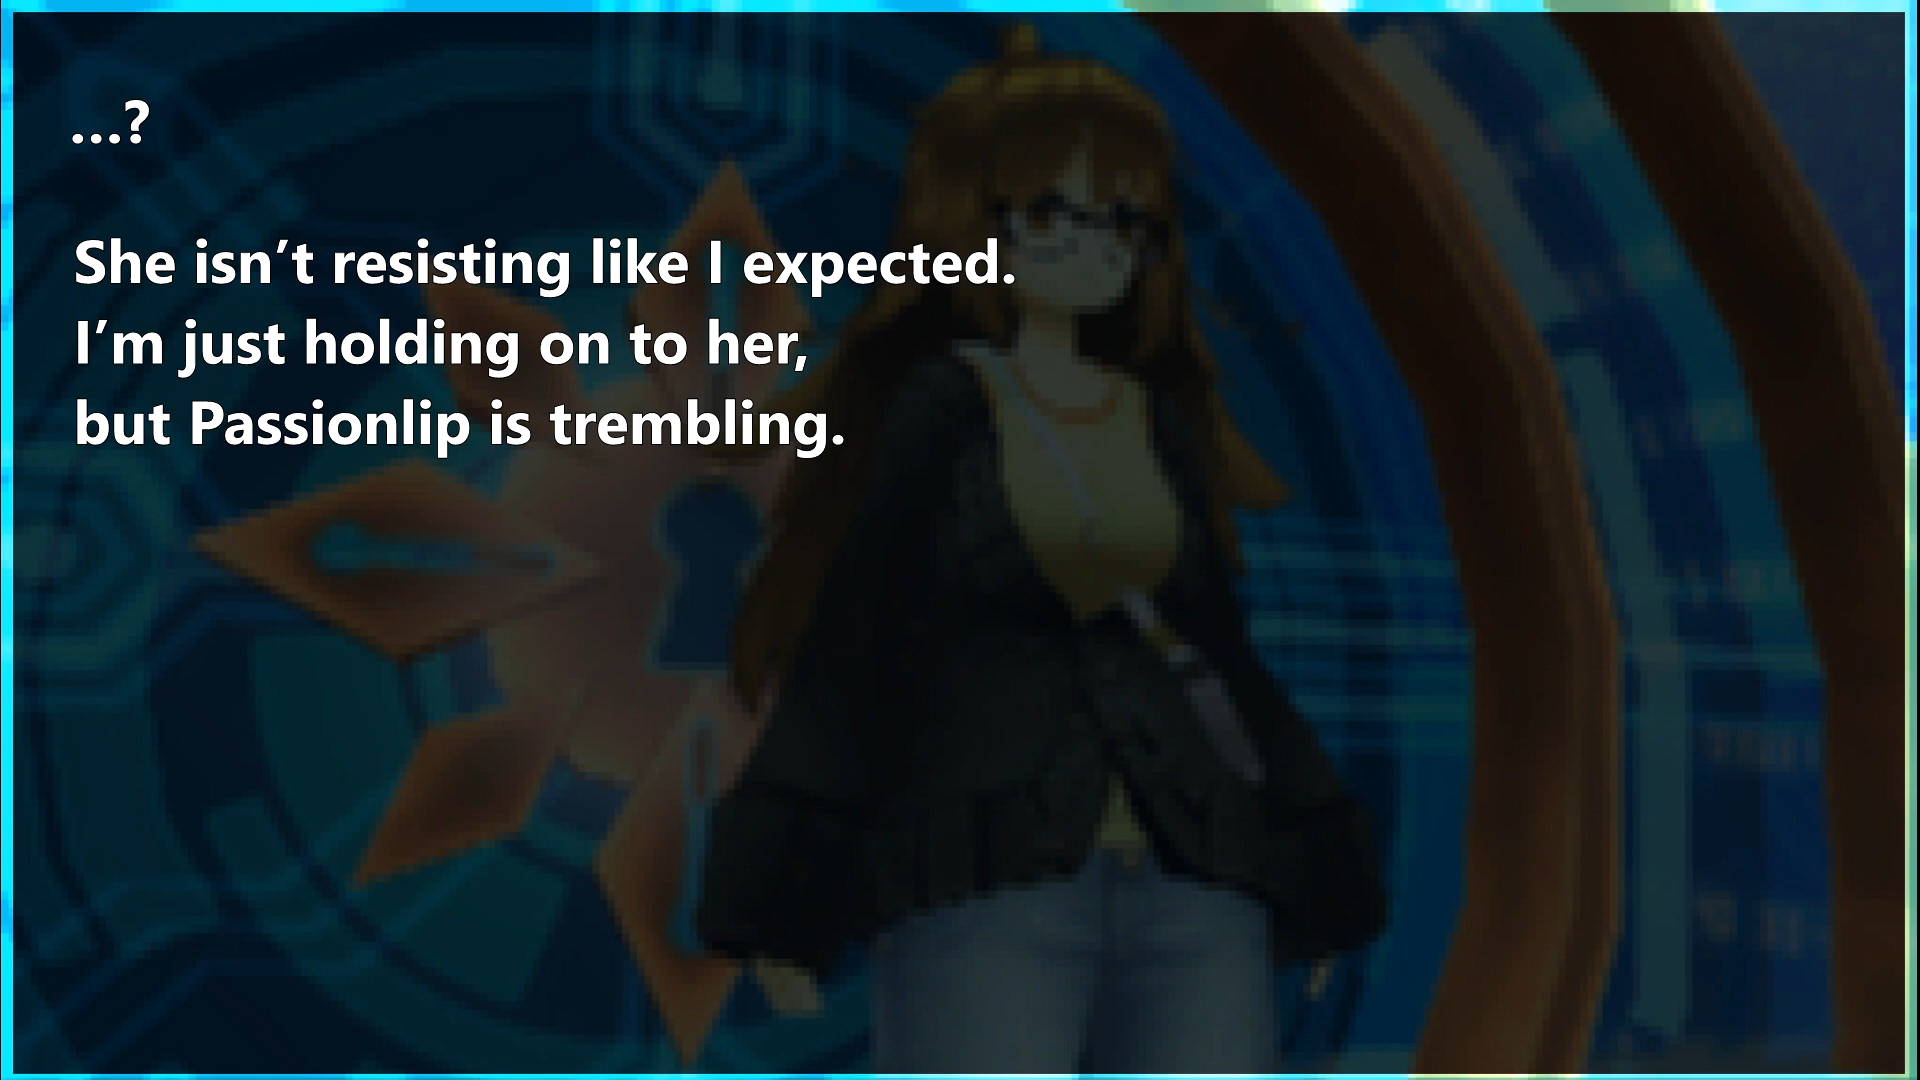 …?
She isn’t resisting like I expected.
I’m just holding on to her,
but Passionlip is trembling.